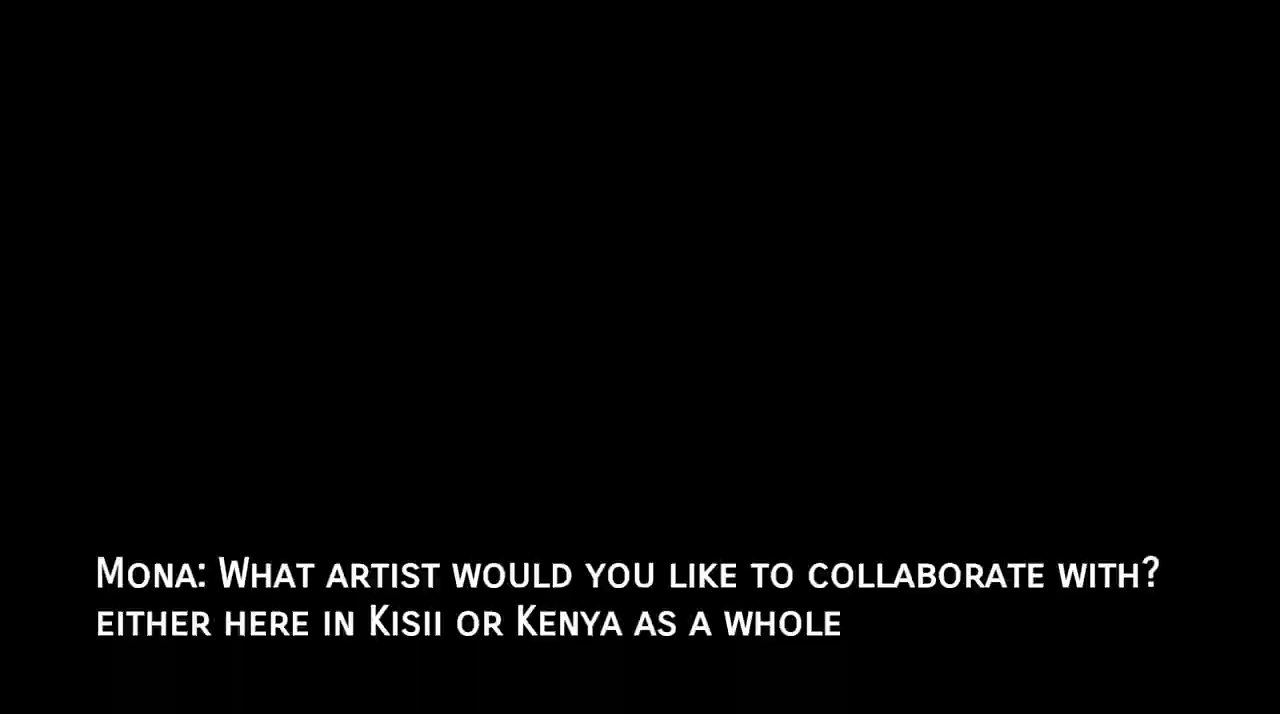 Mona: What artist would you like to collaborate with?
either here in Kisii or Kenya as a whole